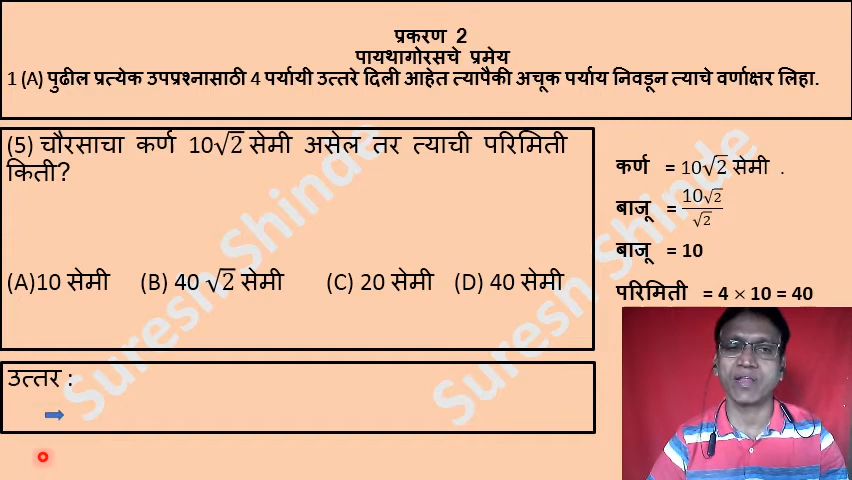 प्रकरण 2
पायथागोरसचे प्रमेय
1 (A) पुढील प्रत्येक उपप्रश्नासाठी 4 पर्यायी उत्तरे दिली आहेत त्यापैकी अचूक पर्याय निवडून त्याचे वर्णाक्षर लिहा.
(5) चौरसाचा कर्ण 10√2 सेमी असेल तर त्याची परिमिती
किती?
(A)10 सेमी (B) 40 √2 सेमी (C) 20 सेमी (D) 40 सेमी
उत्तर :
कर्ण = 10√2 सेमी .
बाजू = 10√2/√2
बाजू = 10
परिमिती = 4 × 10 = 40
Suresh Shinde
Suresh Shinde